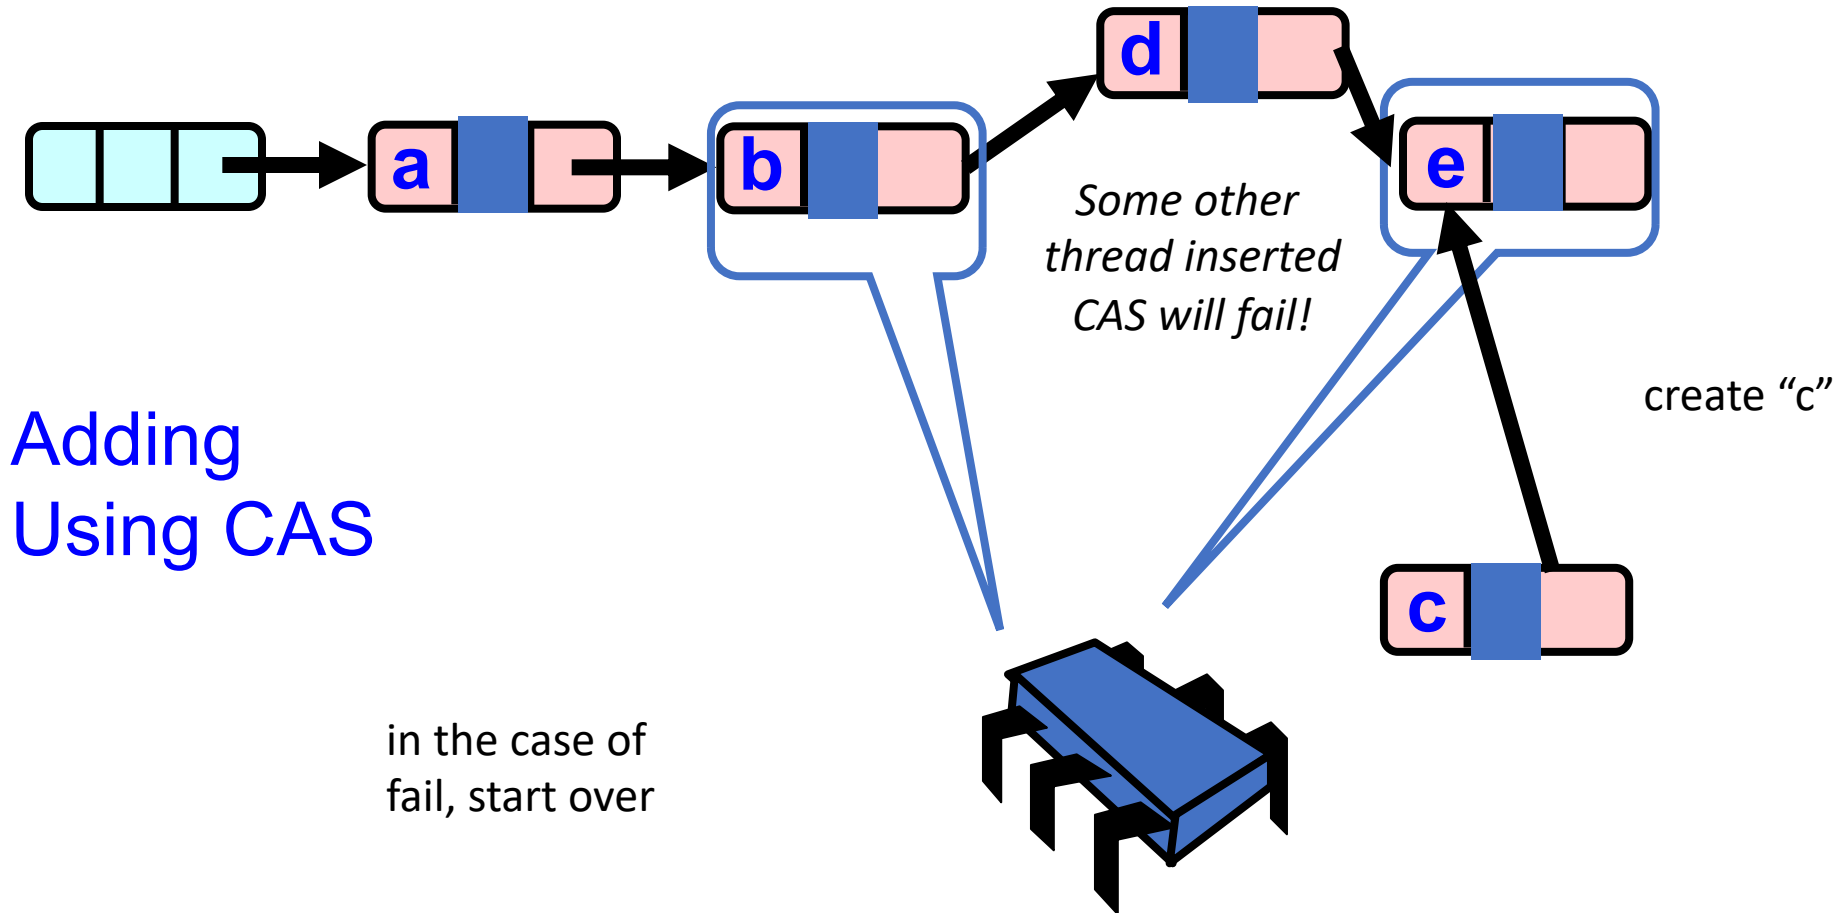 d
a
b
e
Some other
thread inserted
CAS will fail!
create “c”
Adding
Using CAS
c
in the case of
fail, start over